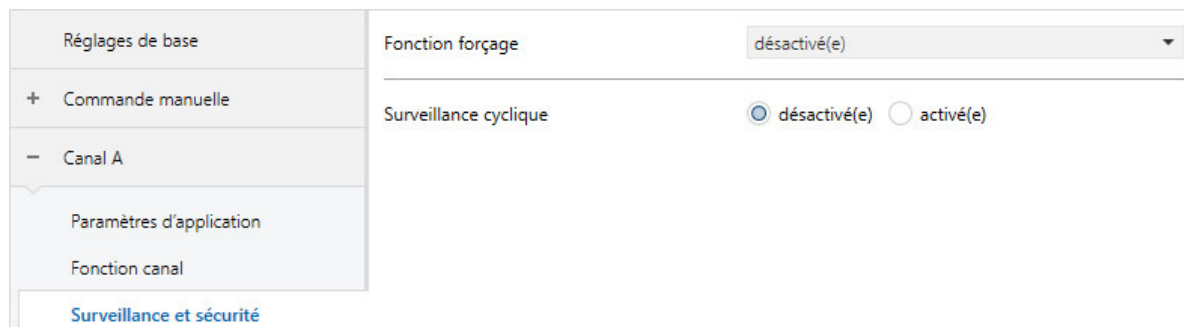 Réglages de base
+ Commande manuelle
− Canal A
Paramètres d’application
Fonction canal
Surveillance et sécurité
Fonction forçage désactivé(e)
Surveillance cyclique désactivé(e) activé(e)